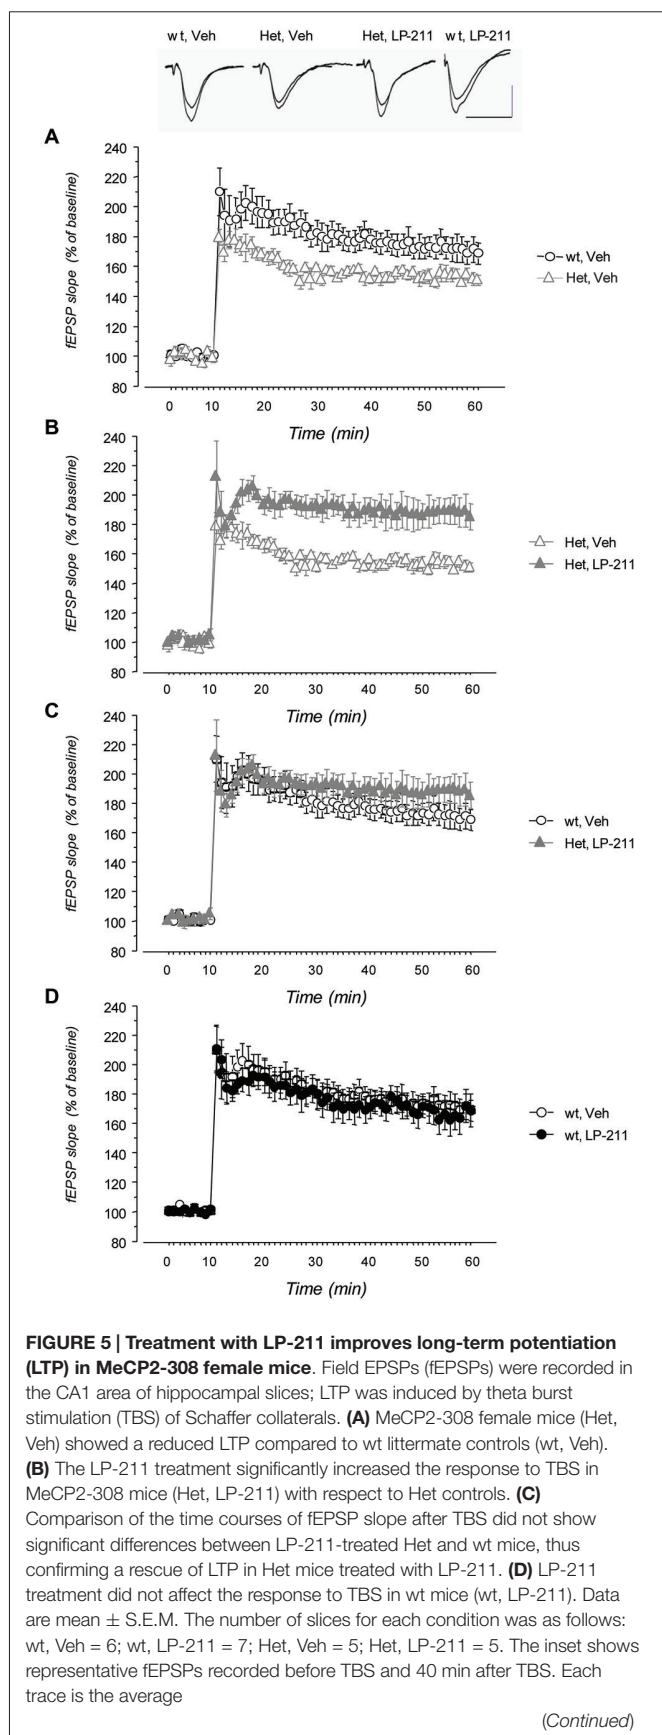 wt, Veh Het, Veh Het, LP-211 wt, LP-211
A
240
220
200
180
160
140
120
100
80
fEPSP slope (% of baseline)
0 10 20 30 40 50 60
Time (min)
wt, Veh
Het, Veh
B
240
220
200
180
160
140
120
100
80
fEPSP slope (% of baseline)
0 10 20 30 40 50 60
Time (min)
Het, Veh
Het, LP-211
C
240
220
200
180
160
140
120
100
80
fEPSP slope (% of baseline)
0 10 20 30 40 50 60
Time (min)
wt, Veh
Het, LP-211
D
240
220
200
180
160
140
120
100
80
fEPSP slope (% of baseline)
0 10 20 30 40 50 60
Time (min)
wt, Veh
wt, LP-211
FIGURE 5 | Treatment with LP-211 improves long-term potentiation
(LTP) in MeCP2-308 female mice. Field EPSPs (fEPSPs) were recorded in
the CA1 area of hippocampal slices; LTP was induced by theta burst
stimulation (TBS) of Schaffer collaterals. (A) MeCP2-308 female mice (Het,
Veh) showed a reduced LTP compared to wt littermate controls (wt, Veh).
(B) The LP-211 treatment significantly increased the response to TBS in
MeCP2-308 mice (Het, LP-211) with respect to Het controls. (C)
Comparison of the time courses of fEPSP slope after TBS did not show
significant differences between LP-211-treated Het and wt mice, thus
confirming a rescue of LTP in Het mice treated with LP-211. (D) LP-211
treatment did not affect the response to TBS in wt mice (wt, LP-211). Data
are mean ± S.E.M. The number of slices for each condition was as follows:
wt, Veh = 6; wt, LP-211 = 7; Het, Veh = 5; Het, LP-211 = 5. The inset shows
representative fEPSPs recorded before TBS and 40 min after TBS. Each
trace is the average
(Continued)